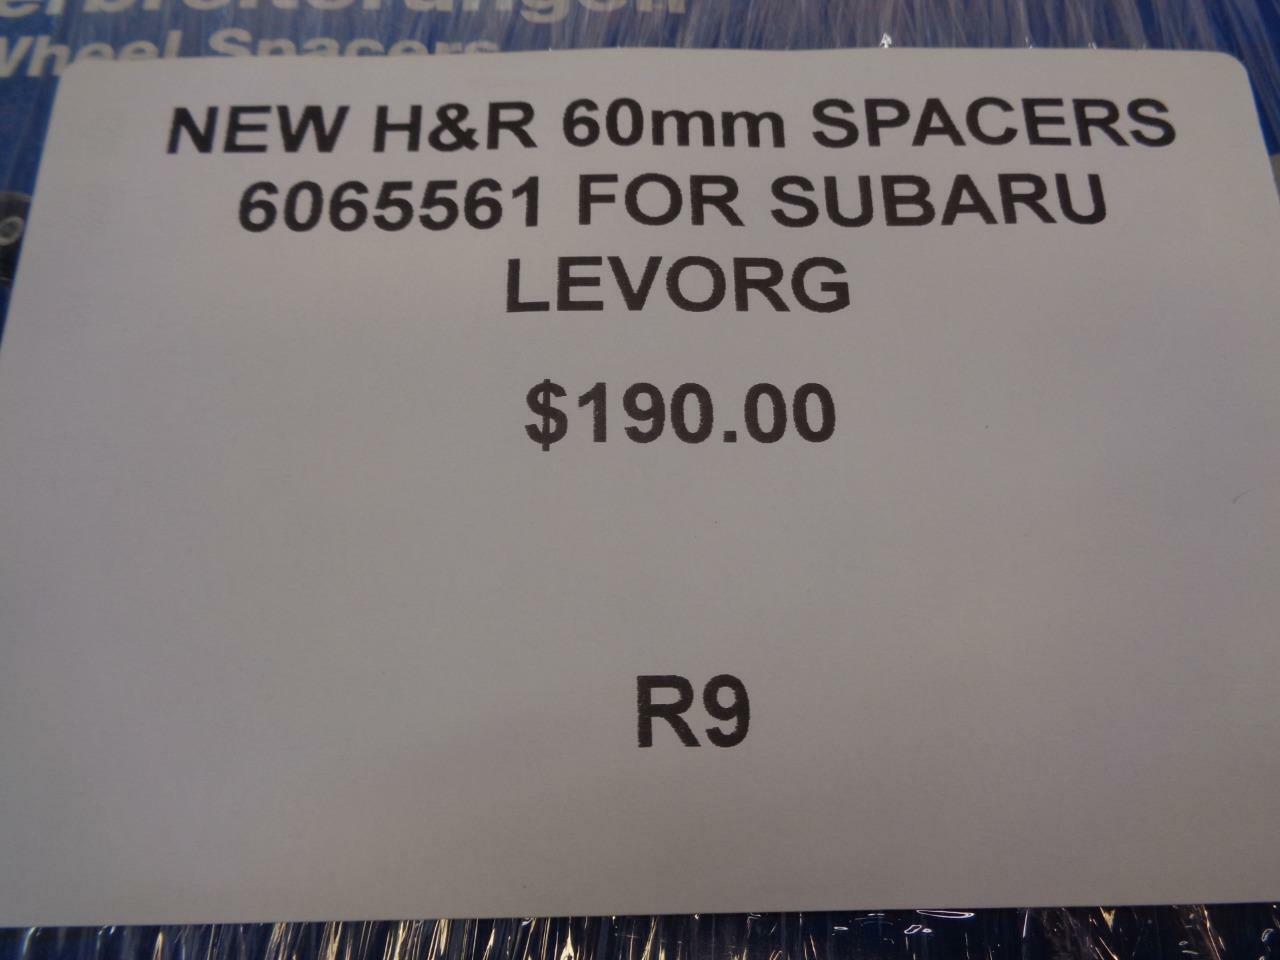 Wheel Spacers
NEW H&R 60mm SPACERS
6065561 FOR SUBARU
LEVORG
$190.00
R9